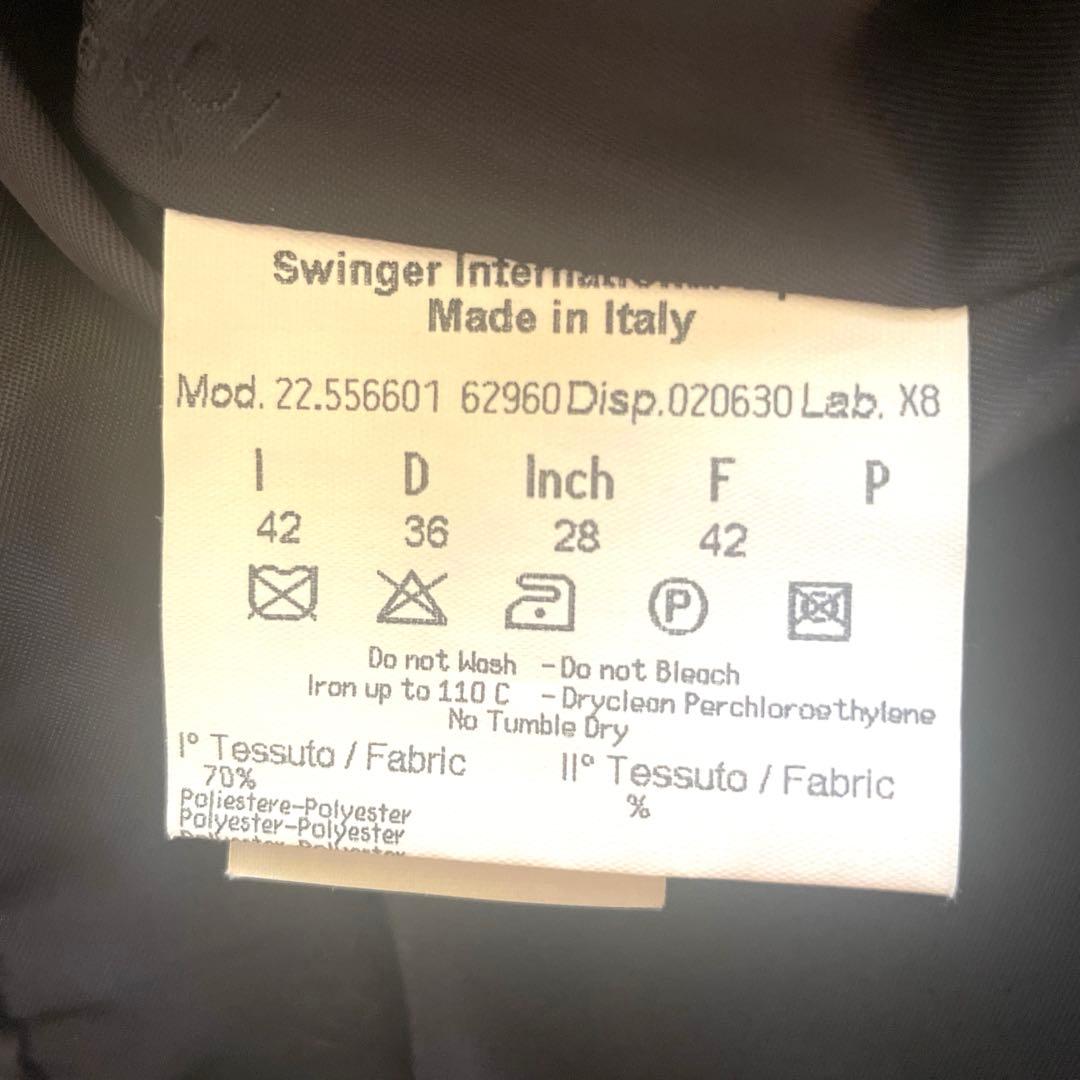 Swinger
Made in Italy
Mod. 22.556601 62960 Disp.020630 Lab. X8
I D Inch F P
42 36 28 42
P
Do not Wash - Do not Bleach
Iron up to 110 C - Dryclean Perchloroethylene
No Tumble Dry
I° Tessuto / Fabric II° Tessuto / Fabric
70% %
Poliestere-Polyester
Polyester-Polyester